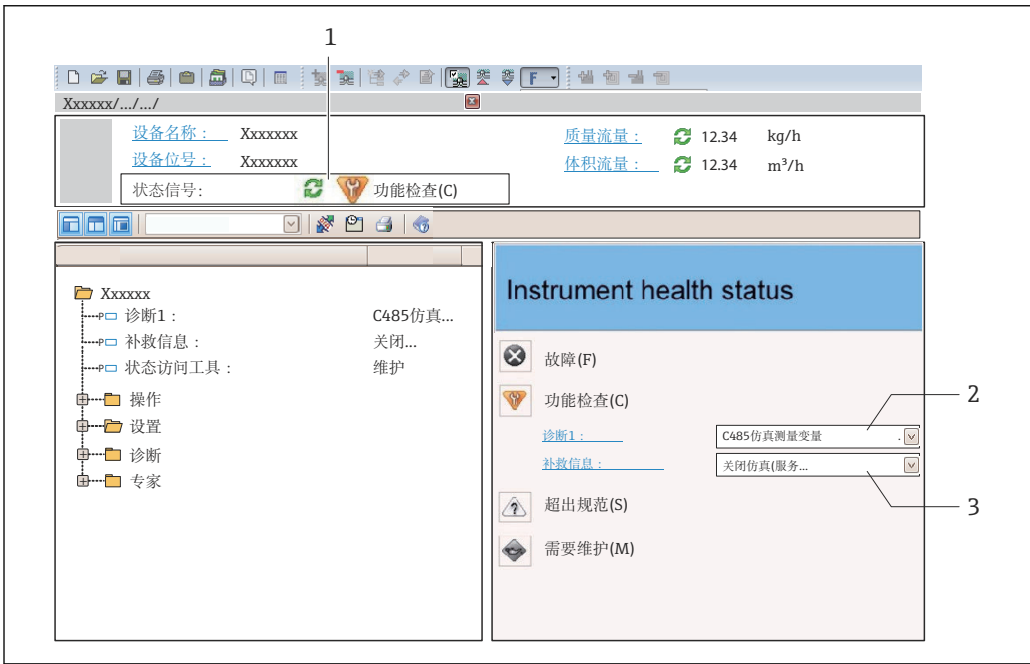 1
F
Xxxxxx/.../.../
设备名称： Xxxxxxx
质量流量： 12.34 kg/h
设备位号： Xxxxxxx
体积流量： 12.34 m³/h
状态信号: 功能检查(C)
Xxxxxx
诊断1： C485仿真...
补救信息： 关闭...
状态访问工具： 维护
操作
设置
诊断
专家
Instrument health status
故障(F)
功能检查(C)
2
诊断1： C485仿真测量变量 .
补救信息： 关闭仿真(服务...
超出规范(S)
3
需要维护(M)